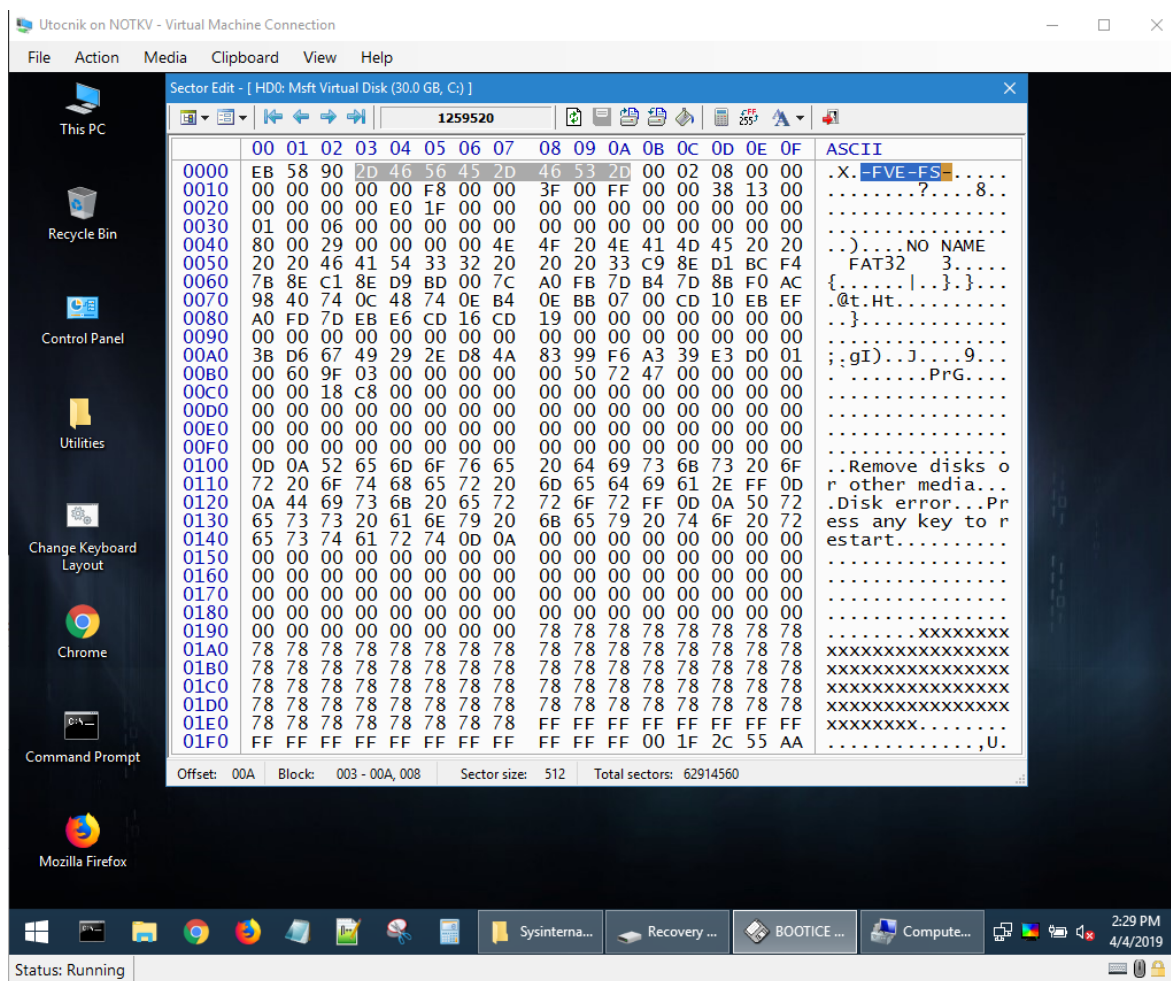 Utocnik on NOTKV - Virtual Machine Connection
File Action Media Clipboard View Help
This PC
Recycle Bin
Control Panel
Utilities
Change Keyboard
Layout
Chrome
Command Prompt
Mozilla Firefox
Sector Edit - [ HD0: Msft Virtual Disk (30.0 GB, C:) ]
1259520
00 01 02 03 04 05 06 07 08 09 0A 0B 0C 0D 0E 0F ASCII
0000 EB 58 90 2D 46 56 45 2D 46 53 2D 00 02 08 00 00 .X.-FVE-FS-.....
0010 00 00 00 00 00 F8 00 00 3F 00 FF 00 00 38 13 00 ........?....8..
0020 00 00 00 00 E0 1F 00 00 00 00 00 00 00 00 00 00 ................
0030 01 00 06 00 00 00 00 00 00 00 00 00 00 00 00 00 ................
0040 80 00 29 00 00 00 00 4E 4F 20 4E 41 4D 45 20 20 ..)....NO NAME
0050 20 20 46 41 54 33 32 20 20 20 33 C9 8E D1 BC F4 FAT32 3.....
0060 7B 8E C1 8E D9 BD 00 7C A0 FB 7D B4 7D 8B F0 AC {......|..}.}...
0070 98 40 74 0C 48 74 0E B4 0E BB 07 00 CD 10 EB EF .@t.Ht..........
0080 A0 FD 7D EB E6 CD 16 CD 19 00 00 00 00 00 00 00 ..}.............
0090 00 00 00 00 00 00 00 00 00 00 00 00 00 00 00 00 ................
00A0 3B D6 67 49 29 2E D8 4A 83 99 F6 A3 39 E3 D0 01 ;.gI)..J....9...
00B0 00 60 9F 03 00 00 00 00 00 50 72 47 00 00 00 00 .`.......PrG....
00C0 00 00 18 C8 00 00 00 00 00 00 00 00 00 00 00 00 ................
00D0 00 00 00 00 00 00 00 00 00 00 00 00 00 00 00 00 ................
00E0 00 00 00 00 00 00 00 00 00 00 00 00 00 00 00 00 ................
00F0 00 00 00 00 00 00 00 00 00 00 00 00 00 00 00 00 ................
0100 0D 0A 52 65 6D 6F 76 65 20 64 69 73 6B 73 20 6F ..Remove disks o
0110 72 20 6F 74 68 65 72 20 6D 65 64 69 61 2E FF 0D r other media...
0120 0A 44 69 73 6B 20 65 72 72 6F 72 FF 0D 0A 50 72 .Disk error...Pr
0130 65 73 73 20 61 6E 79 20 6B 65 79 20 74 6F 20 72 ess any key to r
0140 65 73 74 61 72 74 0D 0A 00 00 00 00 00 00 00 00 estart..........
0150 00 00 00 00 00 00 00 00 00 00 00 00 00 00 00 00 ................
0160 00 00 00 00 00 00 00 00 00 00 00 00 00 00 00 00 ................
0170 00 00 00 00 00 00 00 00 00 00 00 00 00 00 00 00 ................
0180 00 00 00 00 00 00 00 00 00 00 00 00 00 00 00 00 ................
0190 00 00 00 00 00 00 00 00 78 78 78 78 78 78 78 78 ........xxxxxxxx
01A0 78 78 78 78 78 78 78 78 78 78 78 78 78 78 78 78 xxxxxxxxxxxxxxxx
01B0 78 78 78 78 78 78 78 78 78 78 78 78 78 78 78 78 xxxxxxxxxxxxxxxx
01C0 78 78 78 78 78 78 78 78 78 78 78 78 78 78 78 78 xxxxxxxxxxxxxxxx
01D0 78 78 78 78 78 78 78 78 78 78 78 78 78 78 78 78 xxxxxxxxxxxxxxxx
01E0 78 78 78 78 78 78 78 78 FF FF FF FF FF FF FF FF xxxxxxxx........
01F0 FF FF FF FF FF FF FF FF FF FF FF 00 1F 2C 55 AA .............,U.
Offset: 00A Block: 003 - 00A, 008 Sector size: 512 Total sectors: 62914560
Sysinterna... Recovery ... BOOTICE ... Compute... 2:29 PM
4/4/2019
Status: Running